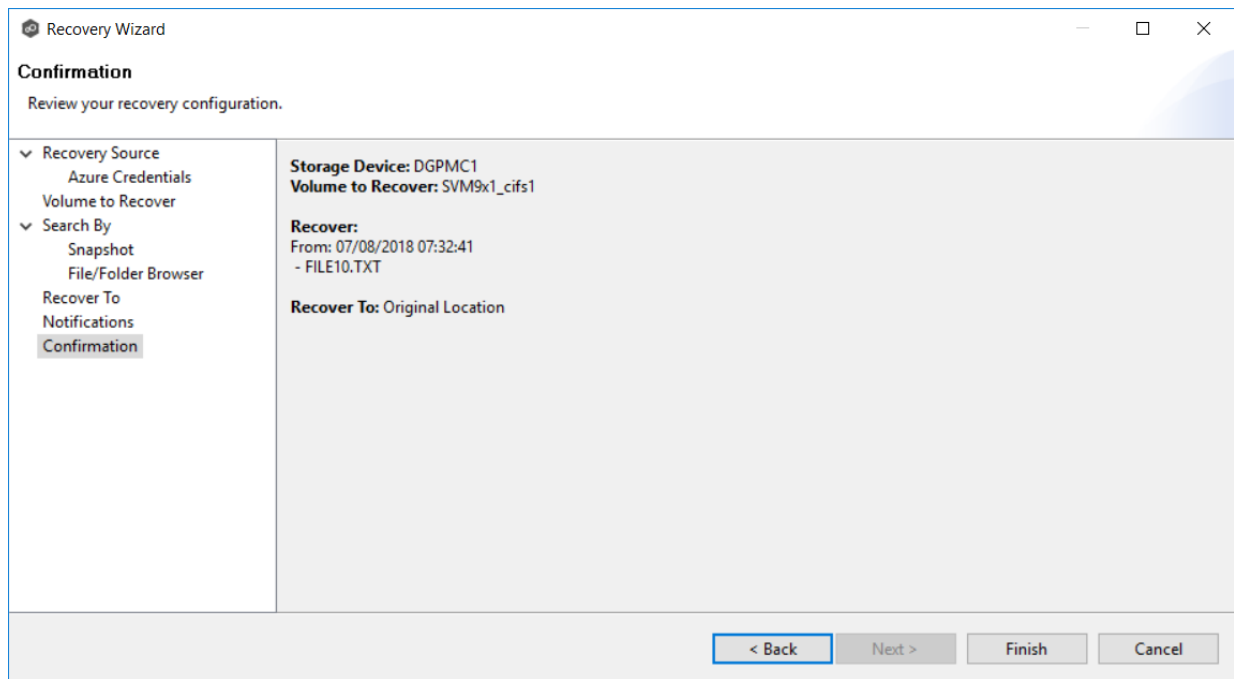 Recovery Wizard
Confirmation
Review your recovery configuration.
Recovery Source
Azure Credentials
Volume to Recover
Search By
Snapshot
File/Folder Browser
Recover To
Notifications
Confirmation
Storage Device: DGPMC1
Volume to Recover: SVM9x1_cifs1
Recover:
From: 07/08/2018 07:32:41
- FILE10.TXT
Recover To: Original Location
< Back
Next >
Finish
Cancel